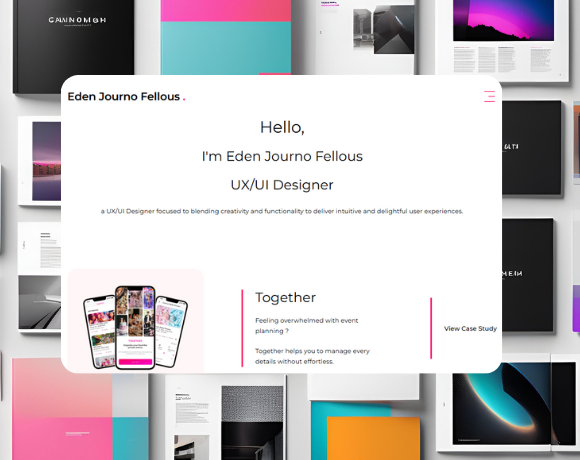 Eden Journo Fellous .
Hello,
I'm Eden Journo Fellous
UX/UI Designer
a UX/UI Designer focused to blending creativity and functionality to deliver intuitive and delightful user experiences.
Together
Feeling overwhelmed with event
planning ?
Together helps you to manage every
details without effortless.
View Case Study